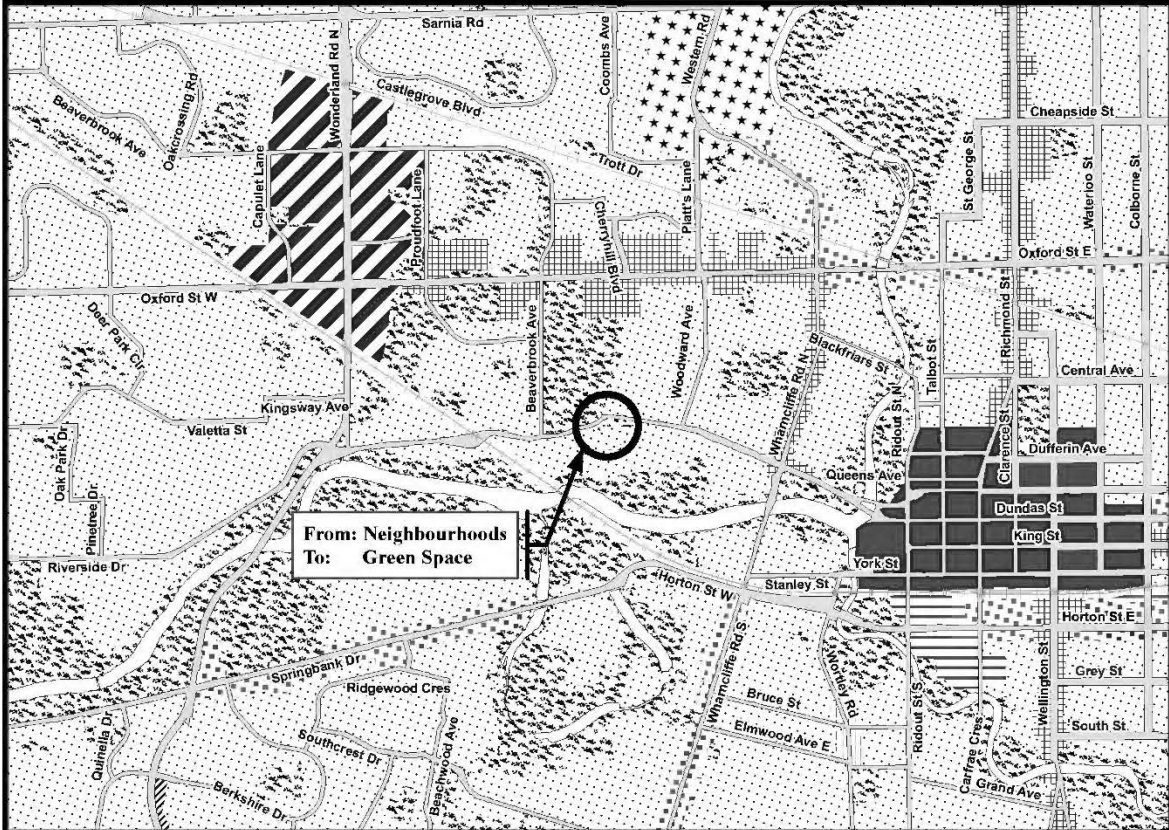 Sarnia Rd
Wonderland Rd N
Coombs Ave
Western Rd
Castlegrove Blvd
Beaverbrook Ave
Oakcrossing Rd
Cheapside St
St George St
Waterloo St
Colborne St
Trott Dr
Capulet Lane
Proudfoot Lane
Cherryhill Blvd
Platt's Lane
Oxford St E
Oxford St W
Richmond St
Deer Park Cir
Beaverbrook Ave
Woodward Ave
Blackfriars St
Talbot St
Central Ave
Wharncliffe Rd N
Ridout St N
Clarence St
Kingsway Ave
Valetta St
Oak Park Dr
Pinetree Dr
Dufferin Ave
Queens Ave
Dundas St
King St
From: Neighbourhoods
To: Green Space
Riverside Dr
York St
Stanley St
Horton St W
Horton St E
Springbank Dr
Ridgewood Cres
Wharncliffe Rd S
Wortley Rd
Wellington St
Grey St
Bruce St
Ridout St S
South St
Quinella Dr
Southcrest Dr
Beachwood Ave
Elmwood Ave E
Carfrae Cres
Grand Ave
Berkshire Dr